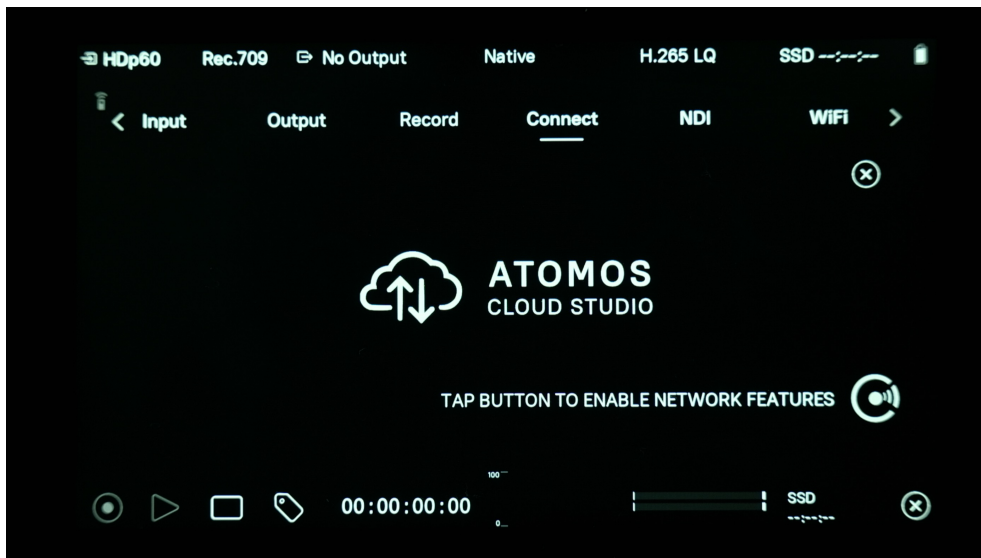 HDp60 Rec.709 No Output Native H.265 LQ SSD --:--:--
Input Output Record Connect NDI WiFi
ATOMOS
CLOUD STUDIO
TAP BUTTON TO ENABLE NETWORK FEATURES
100
00:00:00:00
SSD
--:--:--
0